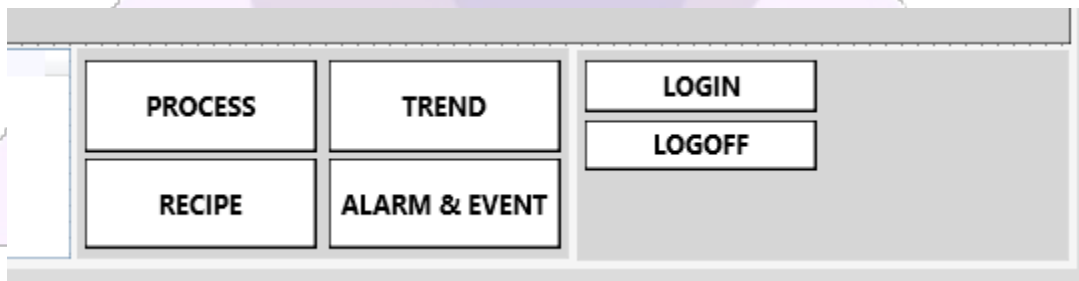 PROCESS
TREND
RECIPE
ALARM & EVENT
LOGIN
LOGOFF